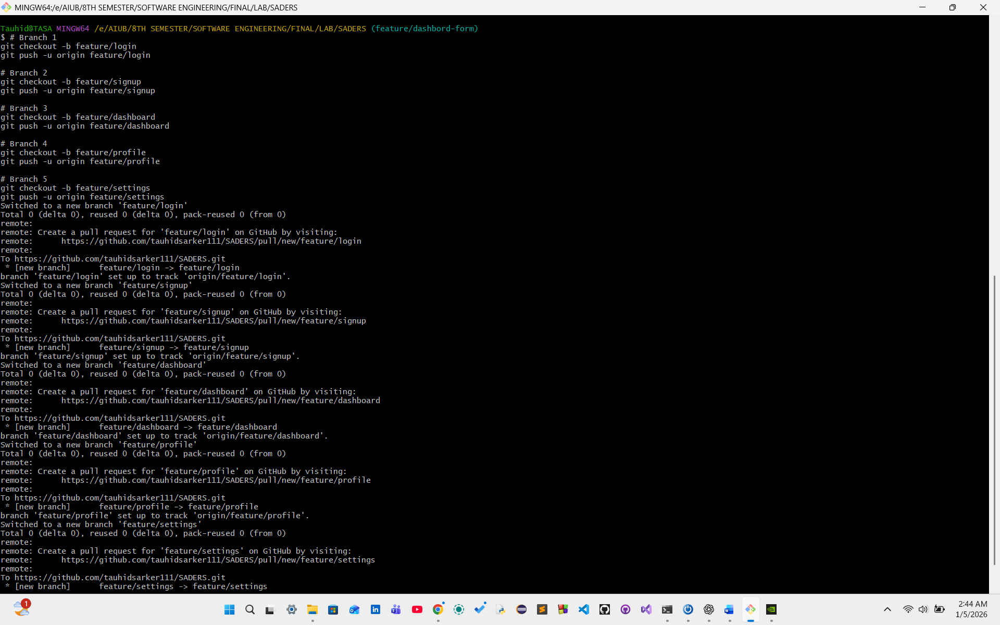 MINGW64:/e/AIUB/8TH SEMESTER/SOFTWARE ENGINEERING/FINAL/LAB/SADERS
Tauhid@TASA MINGW64 /e/AIUB/8TH SEMESTER/SOFTWARE ENGINEERING/FINAL/LAB/SADERS (feature/dashbord-form)
$ # Branch 1
git checkout -b feature/login
git push -u origin feature/login
# Branch 2
git checkout -b feature/signup
git push -u origin feature/signup
# Branch 3
git checkout -b feature/dashboard
git push -u origin feature/dashboard
# Branch 4
git checkout -b feature/profile
git push -u origin feature/profile
# Branch 5
git checkout -b feature/settings
git push -u origin feature/settings
Switched to a new branch 'feature/login'
Total 0 (delta 0), reused 0 (delta 0), pack-reused 0 (from 0)
remote:
remote: Create a pull request for 'feature/login' on GitHub by visiting:
remote:      https://github.com/tauhidsarker111/SADERS/pull/new/feature/login
remote:
To https://github.com/tauhidsarker111/SADERS.git
 * [new branch]      feature/login -> feature/login
branch 'feature/login' set up to track 'origin/feature/login'.
Switched to a new branch 'feature/signup'
Total 0 (delta 0), reused 0 (delta 0), pack-reused 0 (from 0)
remote:
remote: Create a pull request for 'feature/signup' on GitHub by visiting:
remote:      https://github.com/tauhidsarker111/SADERS/pull/new/feature/signup
remote:
To https://github.com/tauhidsarker111/SADERS.git
 * [new branch]      feature/signup -> feature/signup
branch 'feature/signup' set up to track 'origin/feature/signup'.
Switched to a new branch 'feature/dashboard'
Total 0 (delta 0), reused 0 (delta 0), pack-reused 0 (from 0)
remote:
remote: Create a pull request for 'feature/dashboard' on GitHub by visiting:
remote:      https://github.com/tauhidsarker111/SADERS/pull/new/feature/dashboard
remote:
To https://github.com/tauhidsarker111/SADERS.git
 * [new branch]      feature/dashboard -> feature/dashboard
branch 'feature/dashboard' set up to track 'origin/feature/dashboard'.
Switched to a new branch 'feature/profile'
Total 0 (delta 0), reused 0 (delta 0), pack-reused 0 (from 0)
remote:
remote: Create a pull request for 'feature/profile' on GitHub by visiting:
remote:      https://github.com/tauhidsarker111/SADERS/pull/new/feature/profile
remote:
To https://github.com/tauhidsarker111/SADERS.git
 * [new branch]      feature/profile -> feature/profile
branch 'feature/profile' set up to track 'origin/feature/profile'.
Switched to a new branch 'feature/settings'
Total 0 (delta 0), reused 0 (delta 0), pack-reused 0 (from 0)
remote:
remote: Create a pull request for 'feature/settings' on GitHub by visiting:
remote:      https://github.com/tauhidsarker111/SADERS/pull/new/feature/settings
remote:
To https://github.com/tauhidsarker111/SADERS.git
 * [new branch]      feature/settings -> feature/settings
1
2:44 AM
1/5/2026